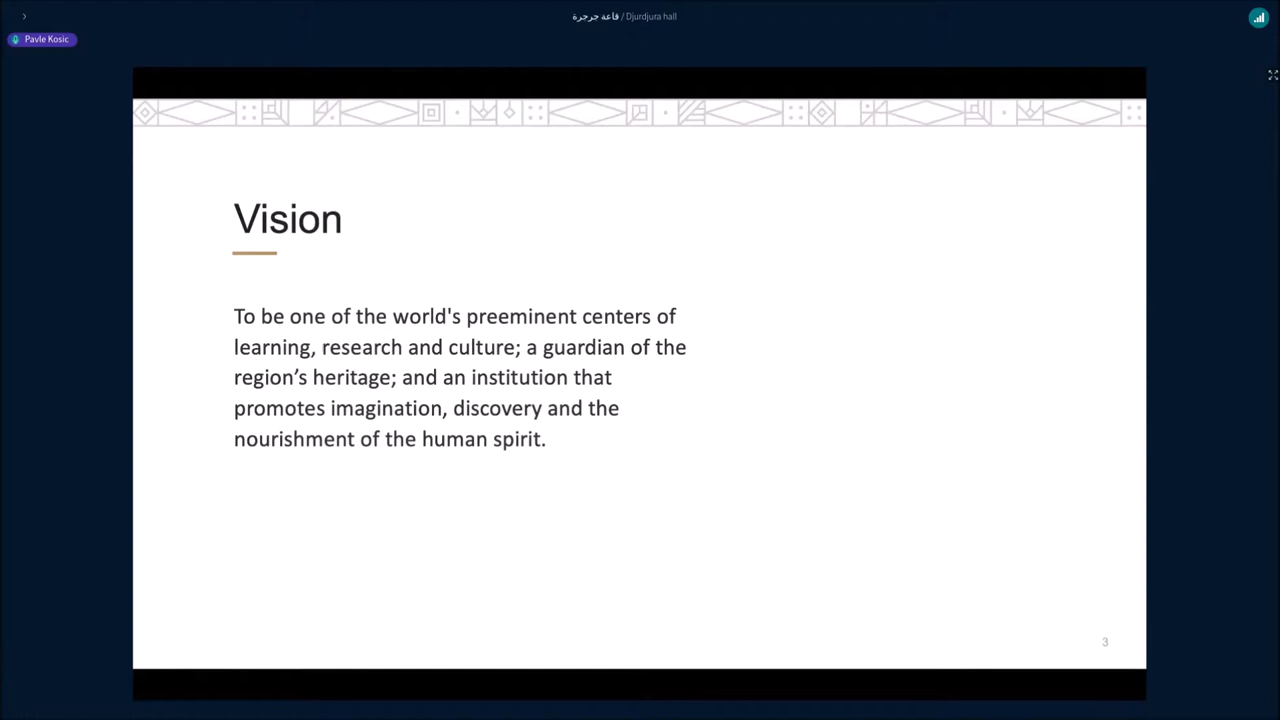 قاعة جرجرة / Djurdjura hall
Pavle Kosic
Vision
To be one of the world's preeminent centers of
learning, research and culture; a guardian of the
region’s heritage; and an institution that
promotes imagination, discovery and the
nourishment of the human spirit.
3